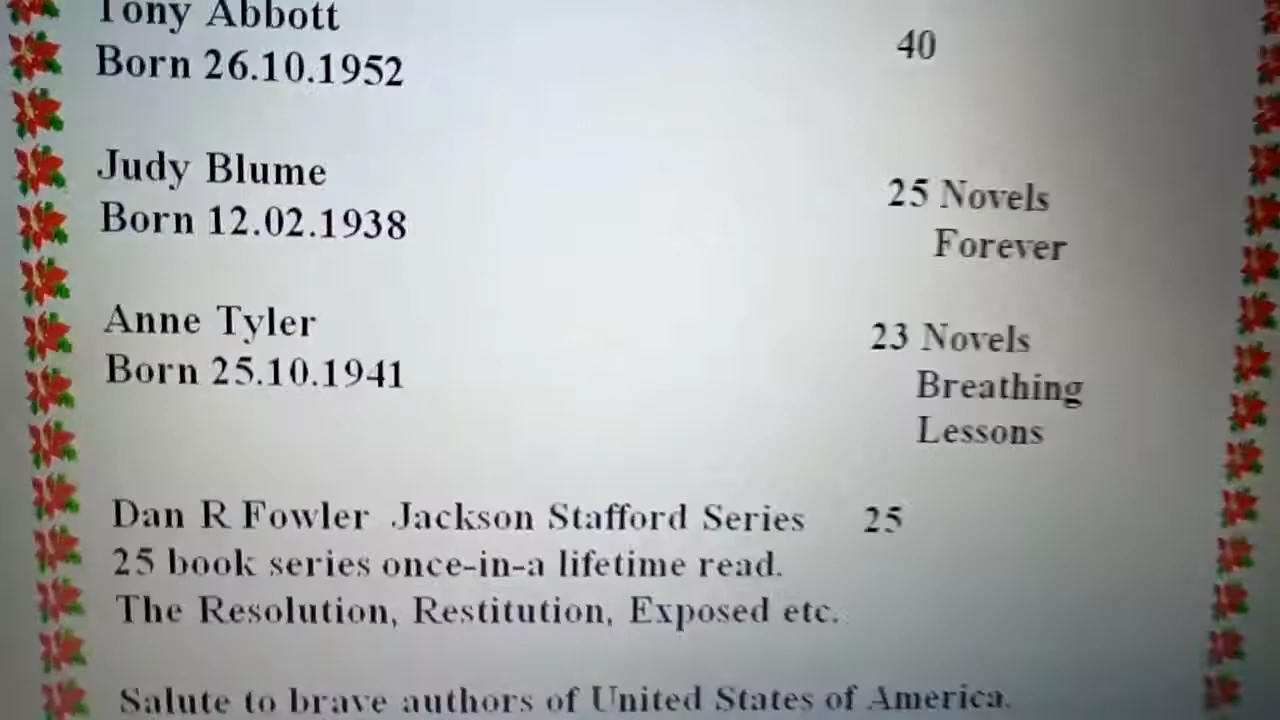 Tony Abbott
40
Born 26.10.1952
Judy Blume
25 Novels
Born 12.02.1938
Forever
Anne Tyler
23 Novels
Born 25.10.1941
Breathing
Lessons
Dan R Fowler Jackson Stafford Series 25
25 book series once-in-a lifetime read.
The Resolution, Restitution, Exposed etc.
Salute to brave authors of United States of America.